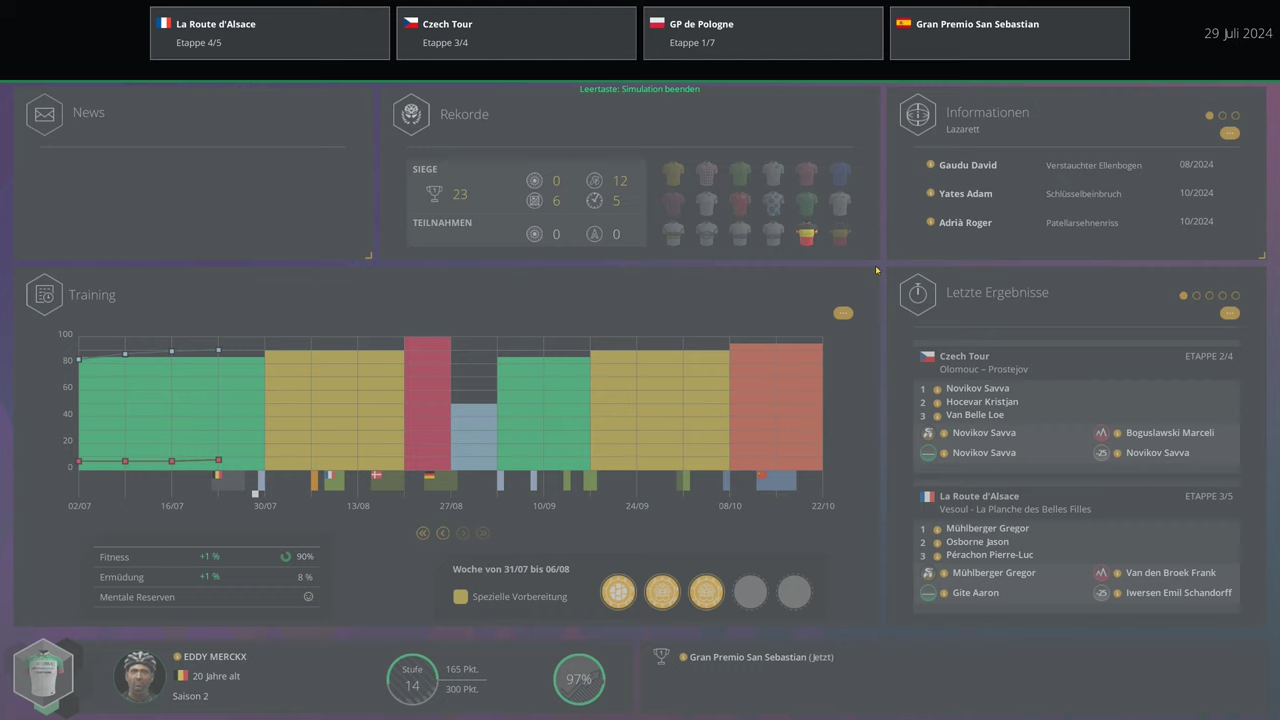 La Route d'Alsace
Etappe 4/5
Czech Tour
Etappe 3/4
GP de Pologne
Etappe 1/7
Gran Premio San Sebastian
29 Juli 2024
Leertaste: Simulation beenden
News
Rekorde
SIEGE
23
0
12
6
5
TEILNAHMEN
0
0
Informationen
Lazarett
Gaudu David Verstauchter Ellenbogen 08/2024
Yates Adam Schlüsselbeinbruch 10/2024
Adrià Roger Patellarsehnenriss 10/2024
Training
100
80
60
40
20
0
02/07 16/07 30/07 13/08 27/08 10/09 24/09 08/10 22/10
Fitness +1 % 90%
Ermüdung +1 % 8 %
Mentale Reserven
Woche von 31/07 bis 06/08
Spezielle Vorbereitung
Letzte Ergebnisse
Czech Tour ETAPPE 2/4
Olomouc – Prostejov
1 Novikov Savva
2 Hocevar Kristjan
3 Van Belle Loe
Novikov Savva Boguslawski Marceli
Novikov Savva -25 Novikov Savva
La Route d'Alsace ETAPPE 3/5
Vesoul - La Planche des Belles Filles
1 Mühlberger Gregor
2 Osborne Jason
3 Pérachon Pierre-Luc
Mühlberger Gregor Van den Broek Frank
Gite Aaron -25 Iwersen Emil Schandorff
EDDY MERCKX
20 Jahre alt
Saison 2
Stufe
14
165 Pkt.
300 Pkt.
97%
Gran Premio San Sebastian (Jetzt)